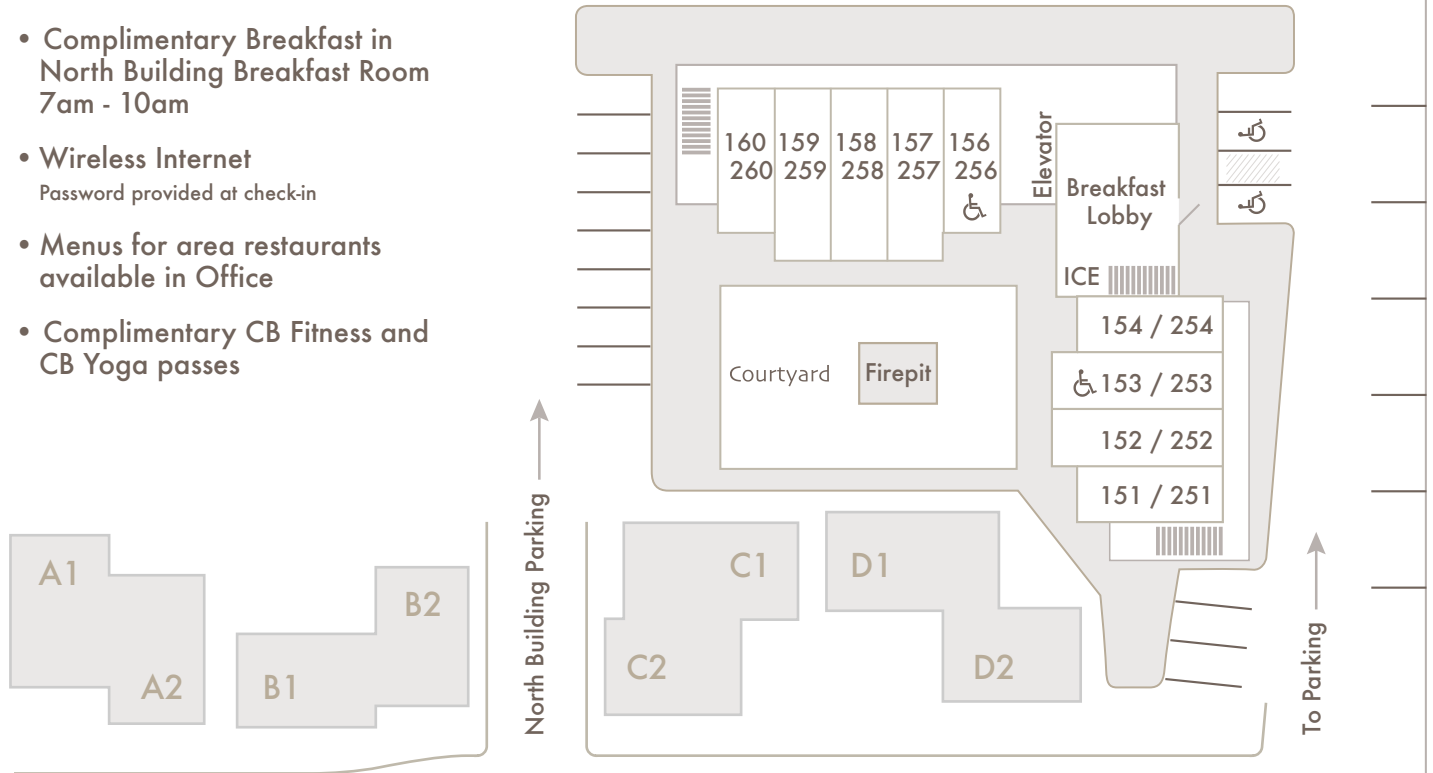 • Complimentary Breakfast in
North Building Breakfast Room
7am - 10am
• Wireless Internet
Password provided at check-in
• Menus for area restaurants
available in Office
• Complimentary CB Fitness and
CB Yoga passes
160 159 158 157 156
260 259 258 257 256
Elevator
Breakfast
Lobby
ICE
154 / 254
153 / 253
152 / 252
151 / 251
Courtyard
Firepit
North Building Parking
To Parking
A1
A2
B2
B1
C1
C2
D1
D2